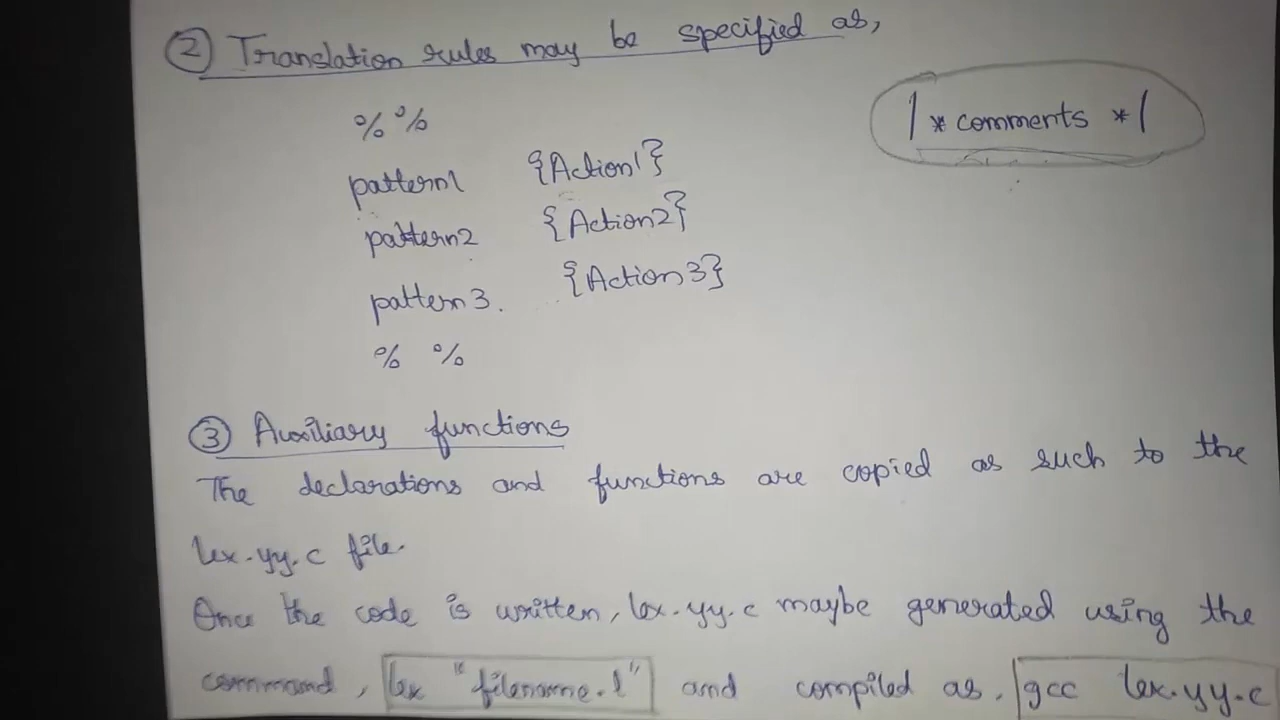 ② Translation rules may be specified as,
%%
|* comments *|
pattern1 {Action1}
pattern2 {Action2}
pattern3. {Action3}
% %
③ Auxiliary functions
The declarations and functions are copied as such to the
lex.yy.c file.
Once the code is written, lex.yy.c maybe generated using the
command, lex "filename.l" and compiled as, gcc lex.yy.c